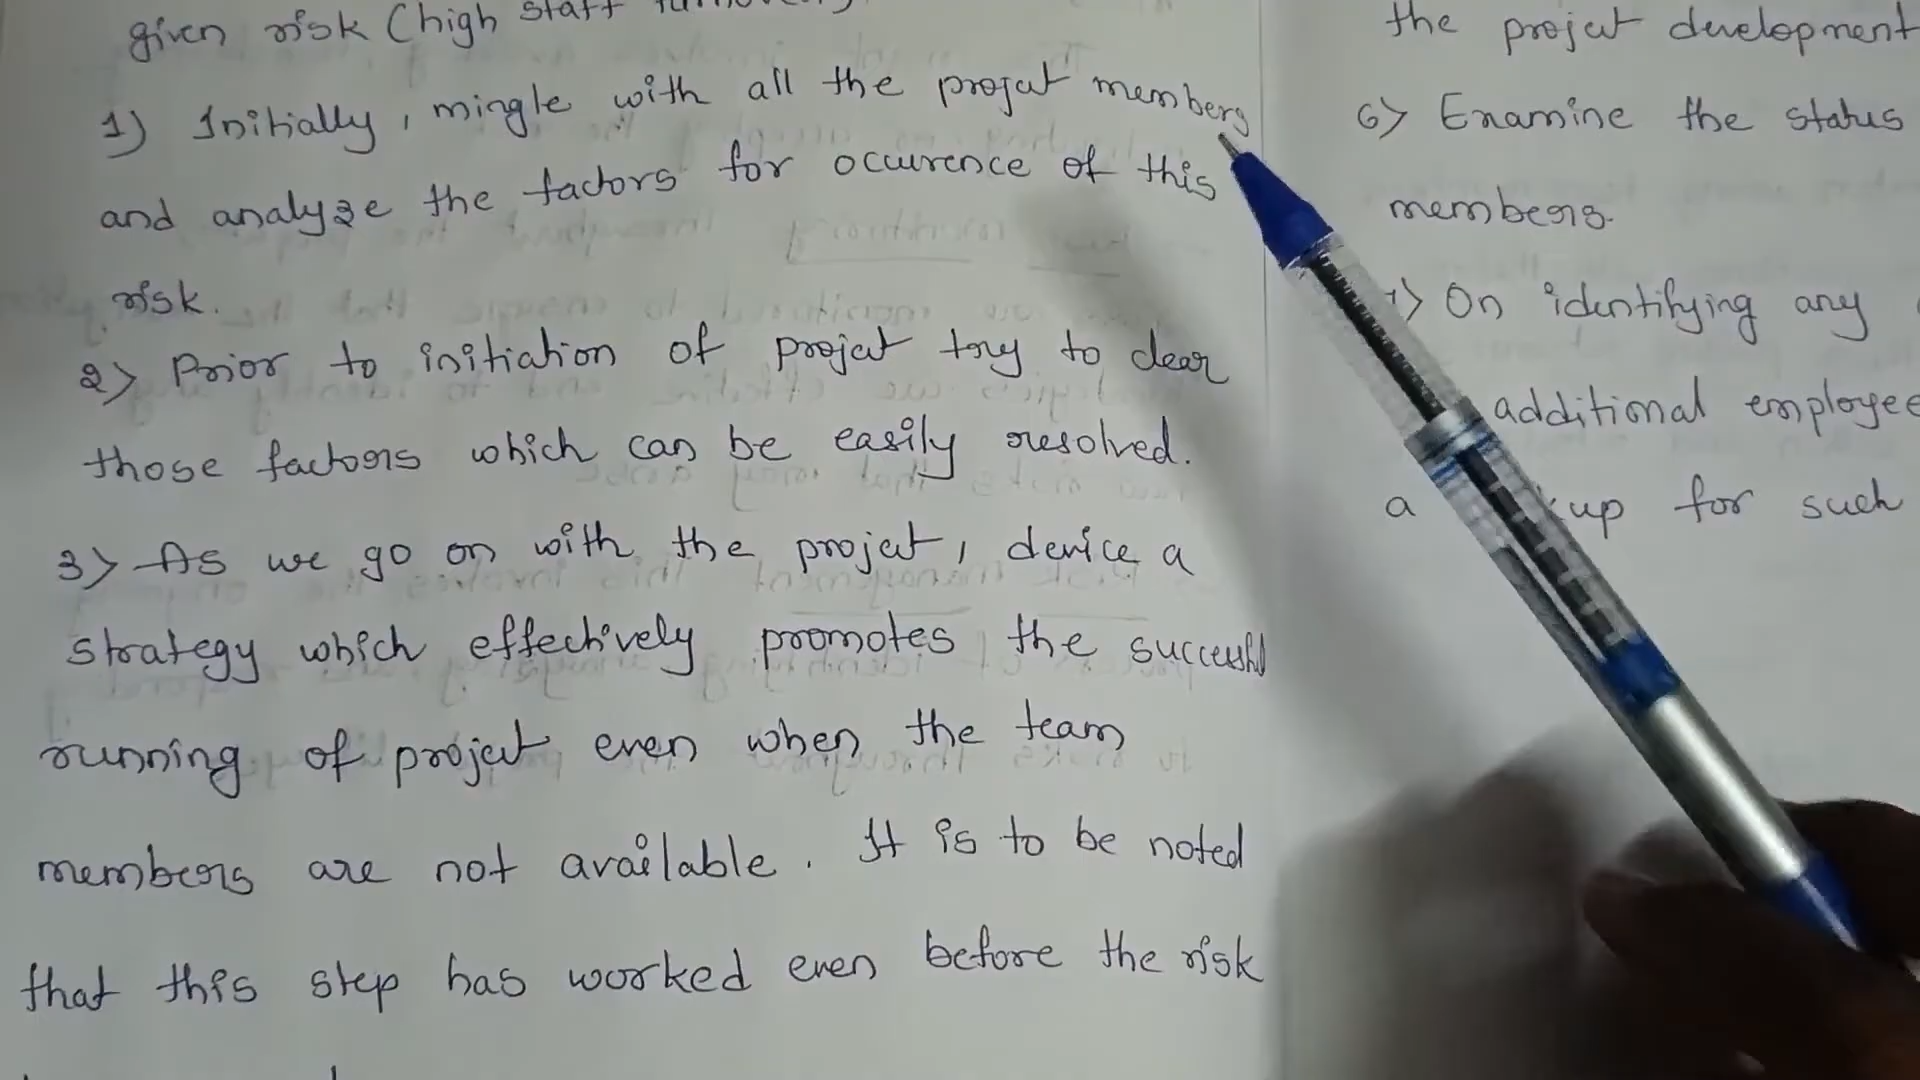 given risk (high staff turnover)
1) Initially, mingle with all the project members
and analyze the factors for occurence of this
risk.
2) Prior to initiation of project try to clear
those factors which can be easily resolved.
3) As we go on with the project, device a
strategy which effectively promotes the successful
running of project even when the team
members are not available. It is to be noted
that this step has worked even before the risk
the project development
6) Examine the status
members.
7) On identifying any
additional employee
a up for such